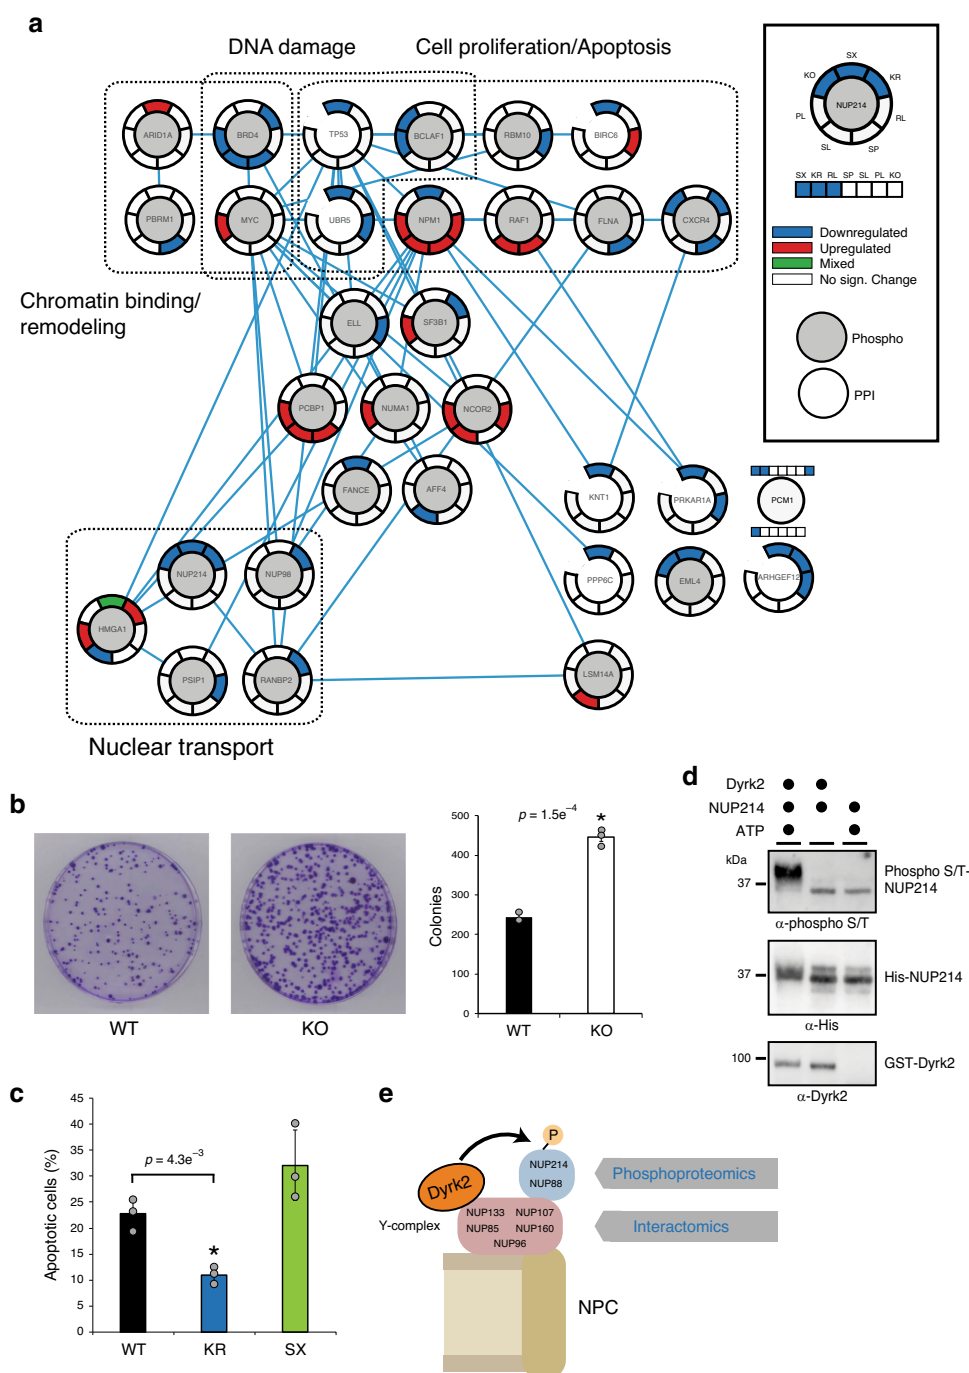 a
DNA damage
Cell proliferation/Apoptosis
ARID1A
BRD4
TP53
BCLAF1
RBM10
BIRC6
PBRM1
MYC
UBR5
NPM1
RAF1
FLNA
CXCR4
Chromatin binding/
remodeling
ELL
SF3B1
PCBP1
NUMA1
NCOR2
FANCE
AFF4
KNT1
PRKAR1A
PCM1
NUP214
NUP98
PPP6C
EML4
ARHGEF12
HMGA1
PSIP1
RANBP2
LSM14A
Nuclear transport
SX
KO
KR
NUP214
PL
RL
SL
SP
SX KR RL SP SL PL KO
Downregulated
Upregulated
Mixed
No sign. Change
Phospho
PPI
b
WT
KO
p = 1.5e−4
*
500
400
300
200
100
0
Colonies
WT
KO
c
Apoptotic cells (%)
45
40
35
30
25
20
15
10
5
0
p = 4.3e−3
*
WT
KR
SX
d
Dyrk2
NUP214
ATP
kDa
37
Phospho S/T-
NUP214
α-phospho S/T
37
His-NUP214
α-His
100
GST-Dyrk2
α-Dyrk2
e
P
Dyrk2
NUP214
NUP88
Phosphoproteomics
Y-complex
NUP133 NUP107
NUP85 NUP160
NUP96
Interactomics
NPC